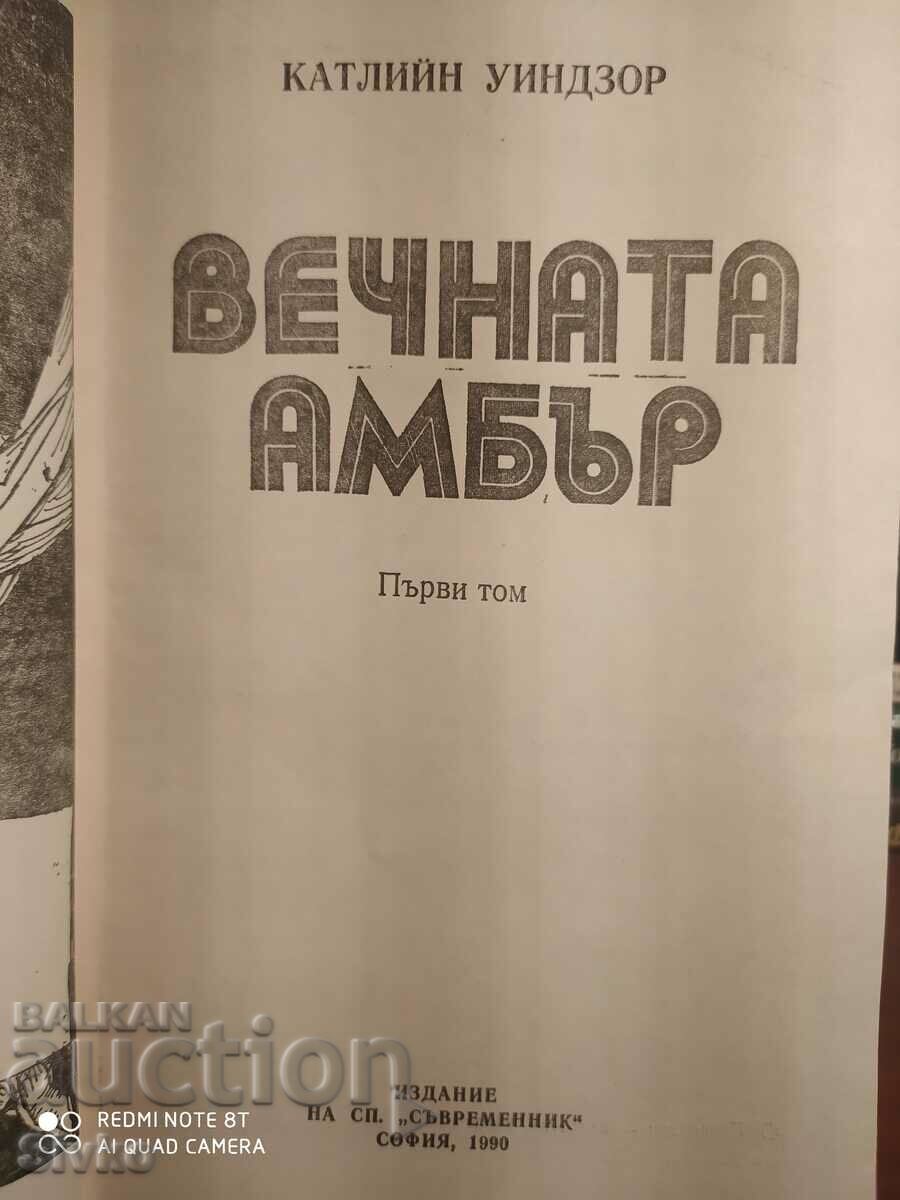 КАТЛИЙН УИНДЗОР
ВЕЧНАТА
АМБЪР
Първи том
ИЗДАНИЕ
НА СП. „СЪВРЕМЕННИК“
СОФИЯ, 1990
BALKAN
auction
REDMI NOTE 8T
AI QUAD CAMERA
Sivko